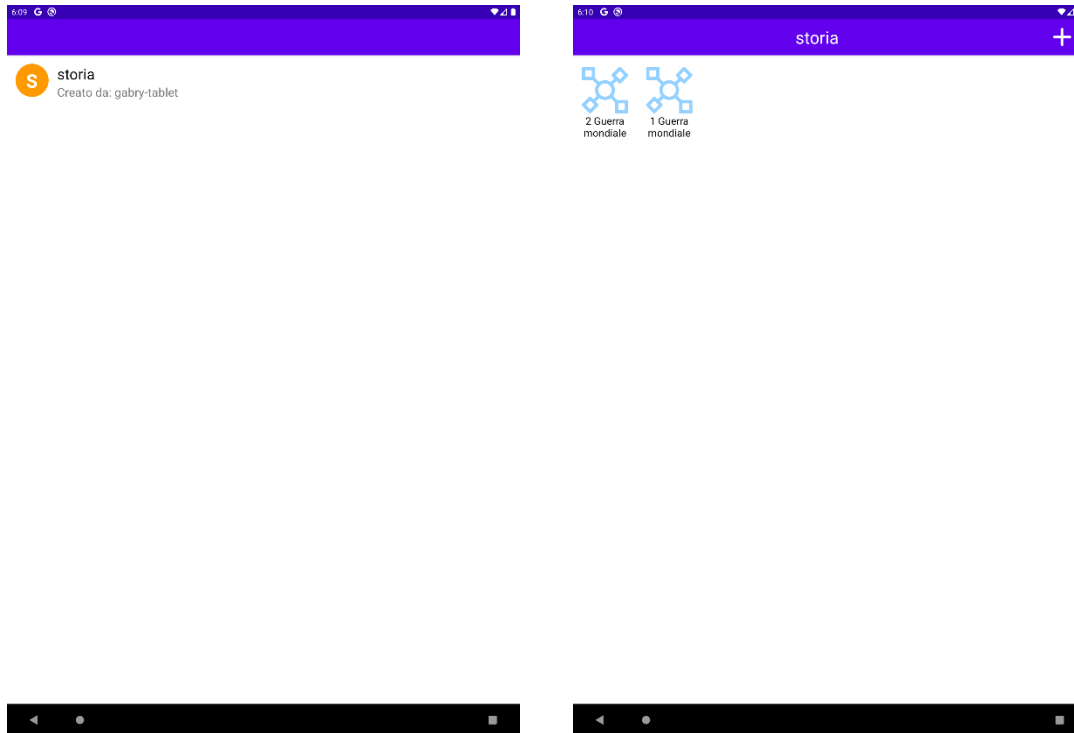 6:09 G
S
storia
Creato da: gabry-tablet
6:10 G
storia
2 Guerra
mondiale
1 Guerra
mondiale